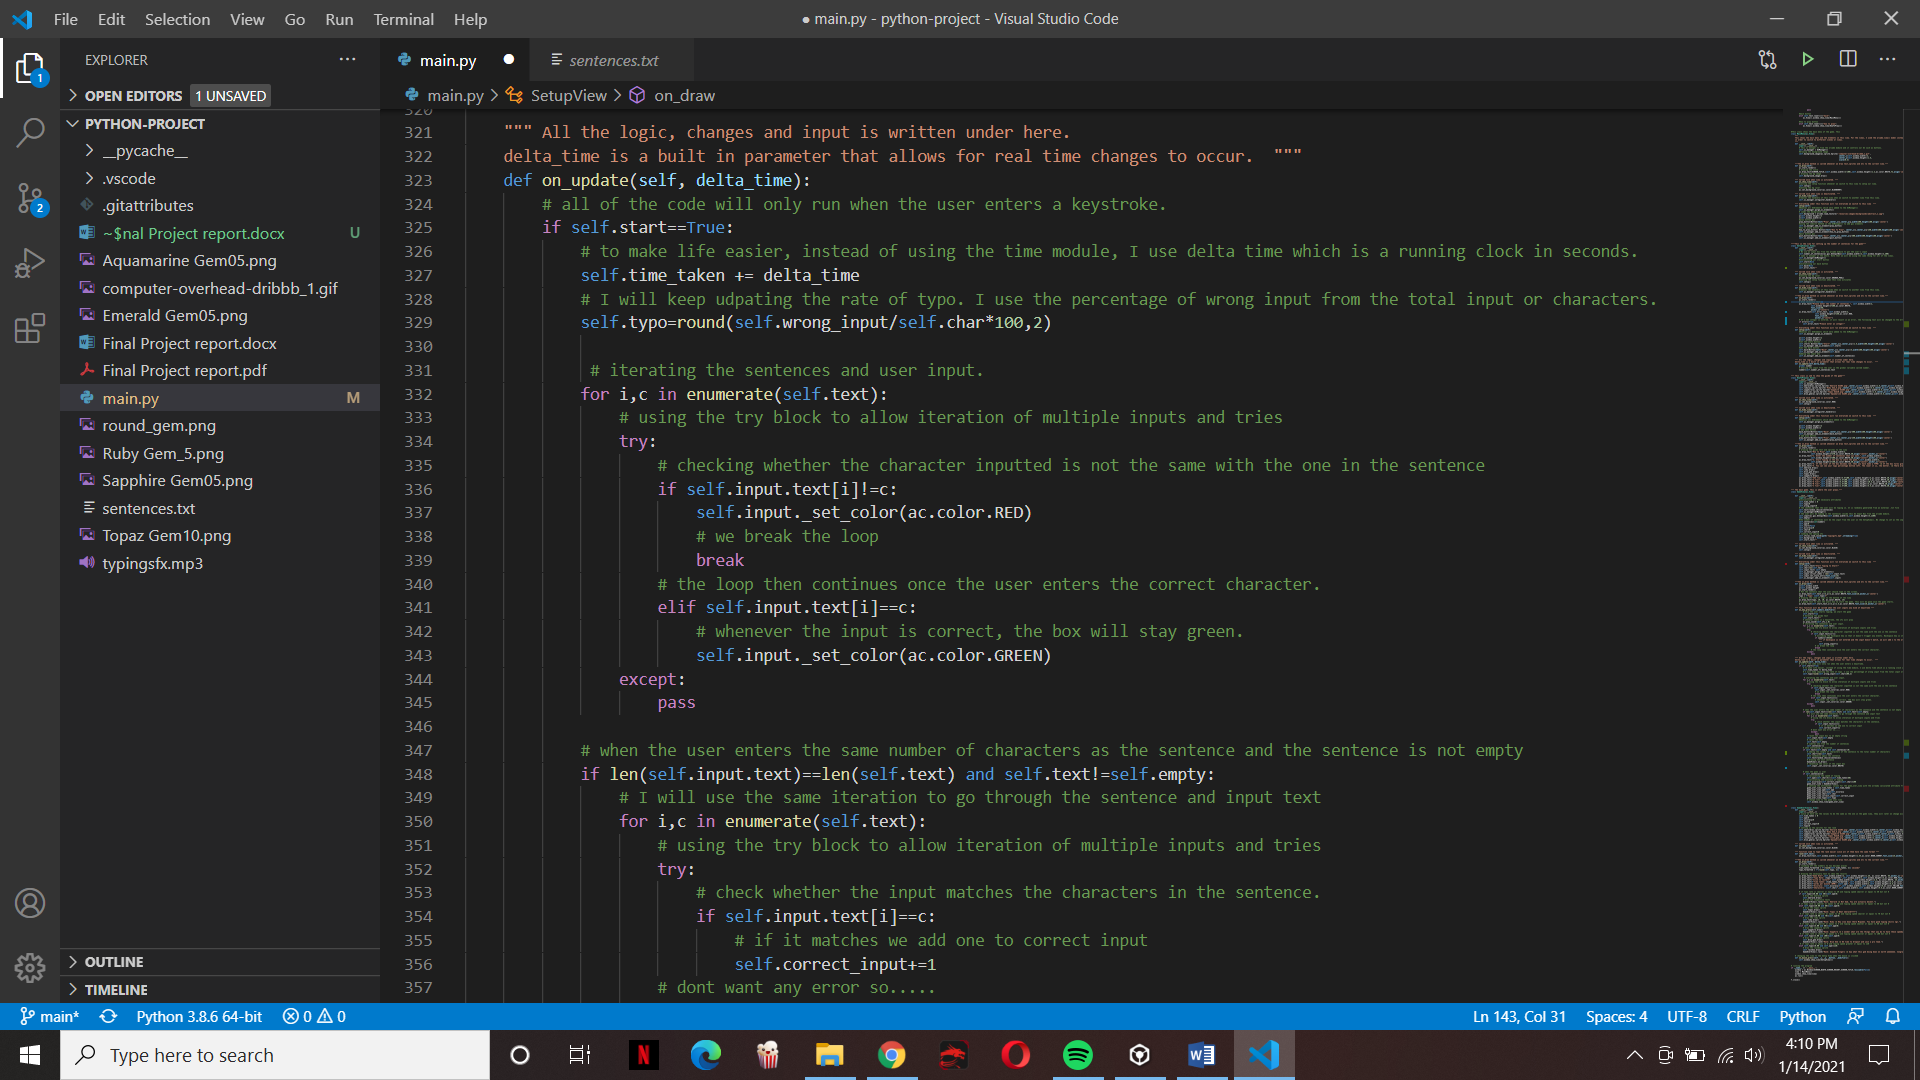 File Edit Selection View Go Run Terminal Help
● main.py - python-project - Visual Studio Code
EXPLORER
OPEN EDITORS 1 UNSAVED
PYTHON-PROJECT
__pycache__
.vscode
.gitattributes
~$nal Project report.docx U
Aquamarine Gem05.png
computer-overhead-dribbb_1.gif
Emerald Gem05.png
Final Project report.docx
Final Project report.pdf
main.py M
round_gem.png
Ruby Gem_5.png
Sapphire Gem05.png
sentences.txt
Topaz Gem10.png
typingsfx.mp3
OUTLINE
TIMELINE
1
2
main.py ● sentences.txt
main.py > SetupView > on_draw
320
321 """ All the logic, changes and input is written under here.
322 delta_time is a built in parameter that allows for real time changes to occur.  """
323 def on_update(self, delta_time):
324 # all of the code will only run when the user enters a keystroke.
325 if self.start==True:
326 # to make life easier, instead of using the time module, I use delta time which is a running clock in seconds.
327 self.time_taken += delta_time
328 # I will keep udpating the rate of typo. I use the percentage of wrong input from the total input or characters.
329 self.typo=round(self.wrong_input/self.char*100,2)
330
331 # iterating the sentences and user input.
332 for i,c in enumerate(self.text):
333 # using the try block to allow iteration of multiple inputs and tries
334 try:
335 # checking whether the character inputted is not the same with the one in the sentence
336 if self.input.text[i]!=c:
337 self.input._set_color(ac.color.RED)
338 # we break the loop
339 break
340 # the loop then continues once the user enters the correct character.
341 elif self.input.text[i]==c:
342 # whenever the input is correct, the box will stay green.
343 self.input._set_color(ac.color.GREEN)
344 except:
345 pass
346
347 # when the user enters the same number of characters as the sentence and the sentence is not empty
348 if len(self.input.text)==len(self.text) and self.text!=self.empty:
349 # I will use the same iteration to go through the sentence and input text
350 for i,c in enumerate(self.text):
351 # using the try block to allow iteration of multiple inputs and tries
352 try:
353 # check whether the input matches the characters in the sentence.
354 if self.input.text[i]==c:
355 # if it matches we add one to correct input
356 self.correct_input+=1
357 # dont want any error so.....
main* Python 3.8.6 64-bit 0 0
Ln 143, Col 31 Spaces: 4 UTF-8 CRLF Python
Type here to search
4:10 PM
1/14/2021